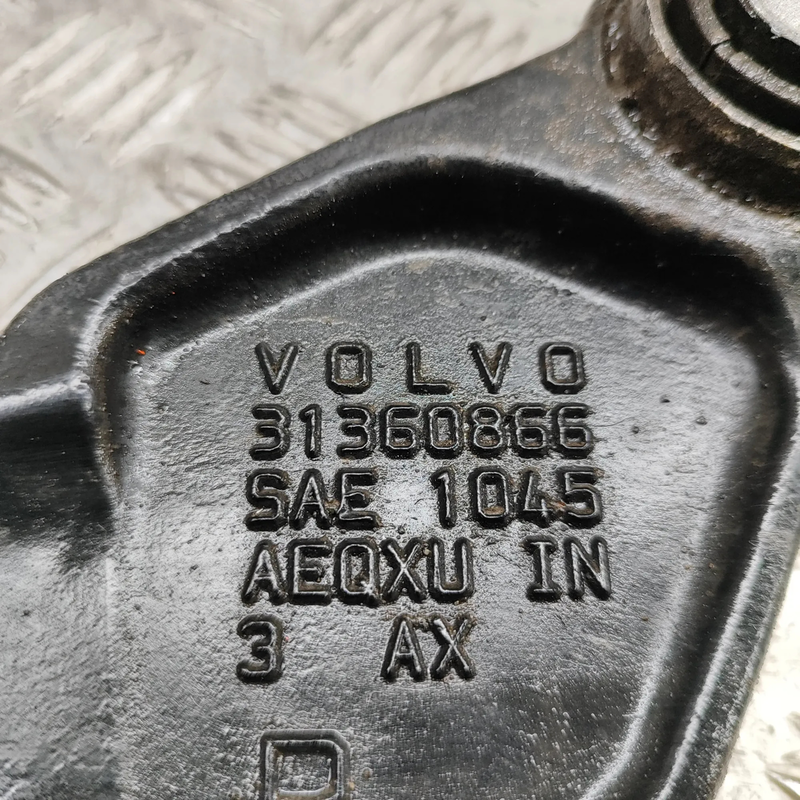 VOLVO
31360866
SAE 1045
AEQXU IN
3 AX